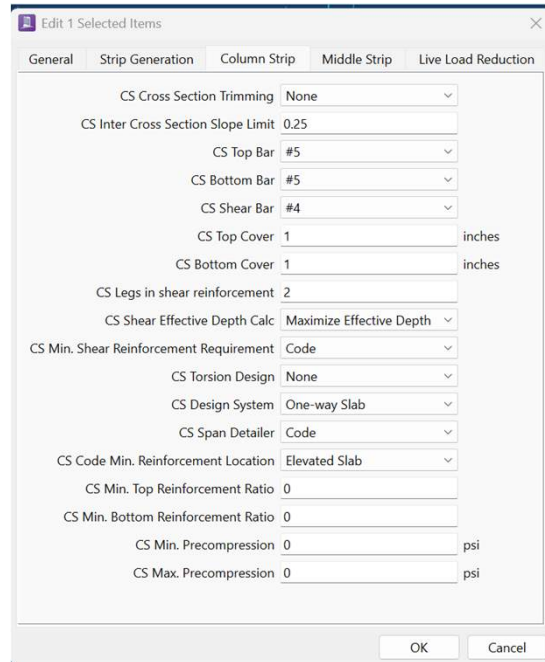 Edit 1 Selected Items
General Strip Generation Column Strip Middle Strip Live Load Reduction
CS Cross Section Trimming None
CS Inter Cross Section Slope Limit 0.25
CS Top Bar #5
CS Bottom Bar #5
CS Shear Bar #4
CS Top Cover 1 inches
CS Bottom Cover 1 inches
CS Legs in shear reinforcement 2
CS Shear Effective Depth Calc Maximize Effective Depth
CS Min. Shear Reinforcement Requirement Code
CS Torsion Design None
CS Design System One-way Slab
CS Span Detailer Code
CS Code Min. Reinforcement Location Elevated Slab
CS Min. Top Reinforcement Ratio 0
CS Min. Bottom Reinforcement Ratio 0
CS Min. Precompression 0 psi
CS Max. Precompression 0 psi
OK Cancel